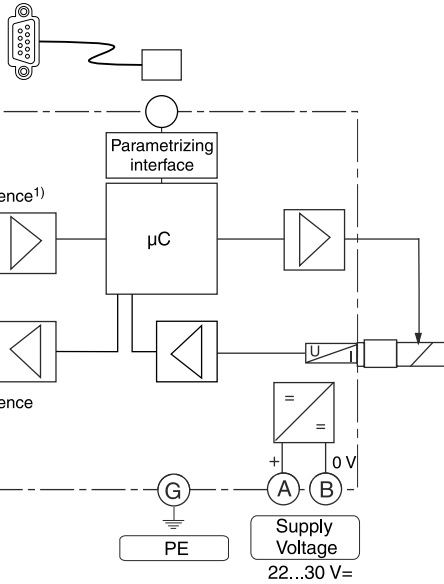 Parametrizing
interface
ence¹⁾
µC
U
I
ence
=
=
+
0 V
G
A
B
PE
Supply
Voltage
22...30 V=